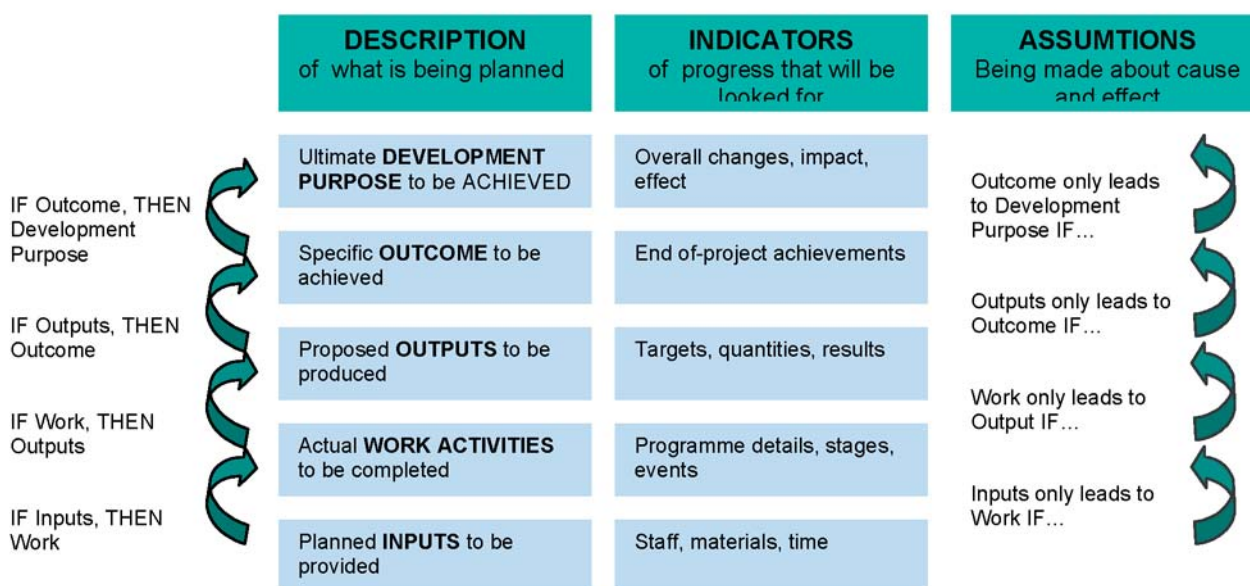 DESCRIPTION
of what is being planned
INDICATORS
of progress that will be
looked for
ASSUMTIONS
Being made about cause
and effect
IF Outcome, THEN
Development
Purpose
IF Outputs, THEN
Outcome
IF Work, THEN
Outputs
IF Inputs, THEN
Work
Ultimate DEVELOPMENT
PURPOSE to be ACHIEVED
Overall changes, impact,
effect
Specific OUTCOME to be
achieved
End of-project achievements
Proposed OUTPUTS to be
produced
Targets, quantities, results
Actual WORK ACTIVITIES
to be completed
Programme details, stages,
events
Planned INPUTS to be
provided
Staff, materials, time
Outcome only leads
to Development
Purpose IF...
Outputs only leads to
Outcome IF...
Work only leads to
Output IF...
Inputs only leads to
Work IF...